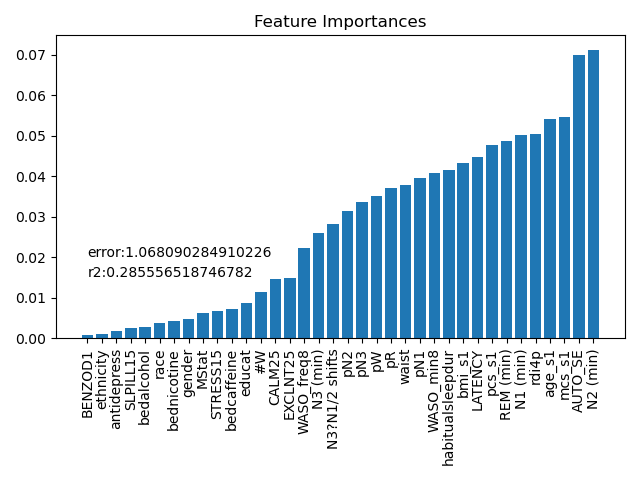 Feature Importances
0.07
0.06
0.05
0.04
0.03
0.02
0.01
0.00
error:1.068090284910226
r2:0.285556518746782
BENZOD1
ethnicity
antidepress
SLPILL15
bedalcohol
race
bednicotine
gender
MStat
STRESS15
bedcaffeine
educat
#W
CALM25
EXCLNT25
WASO_freq8
N3 (min)
N3?N1/2 shifts
pN2
pN3
pW
pR
waist
pN1
WASO_min8
habitualsleepdur
bmi_s1
LATENCY
pcs_s1
REM (min)
N1 (min)
rdi4p
age_s1
mcs_s1
AUTO_SE
N2 (min)